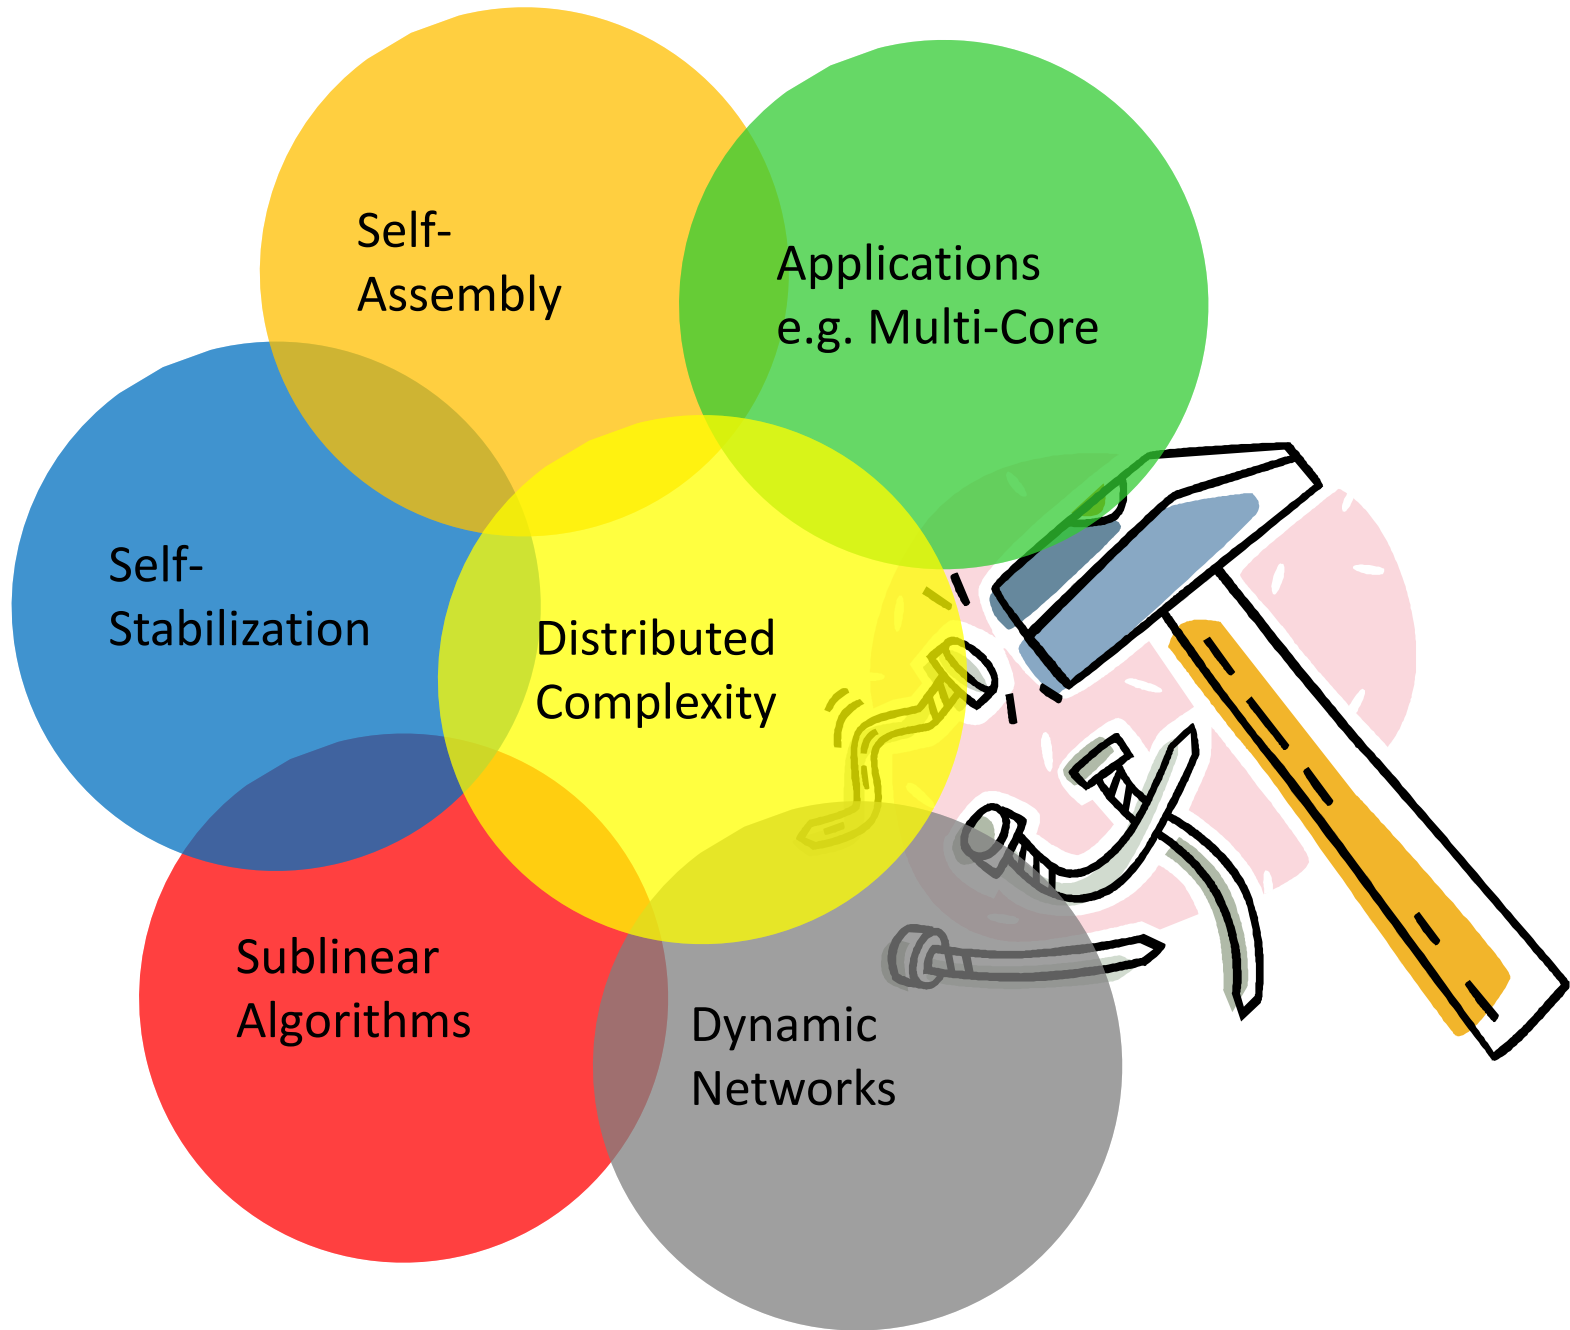 Self-
Assembly
Applications
e.g. Multi-Core
Self-
Stabilization
Distributed
Complexity
Sublinear
Algorithms
Dynamic
Networks